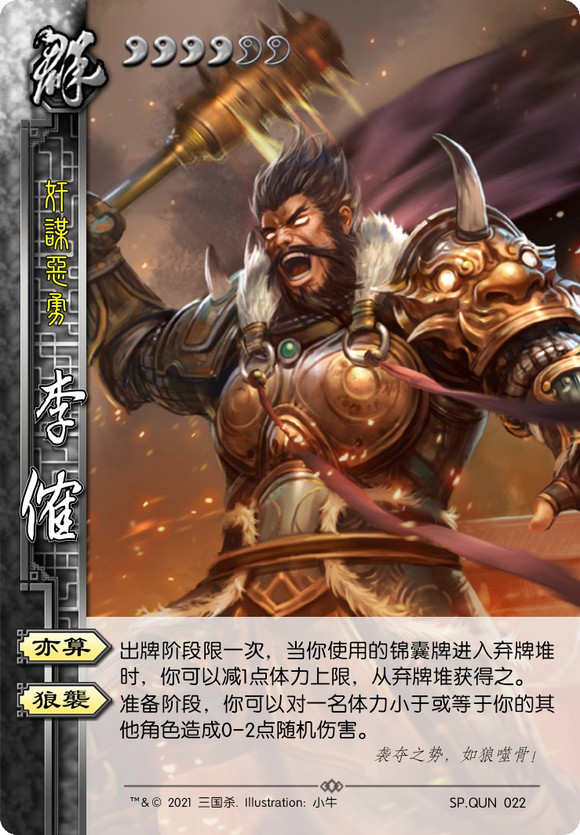 群
奸謀惡勇
李傕
亦算
出牌阶段限一次，当你使用的锦囊牌进入弃牌堆
时，你可以减1点体力上限，从弃牌堆获得之。
狼襲
准备阶段，你可以对一名体力小于或等于你的其
他角色造成0-2点随机伤害。
袭夺之势，如狼噬骨！
™&© 2021 三国杀. Illustration: 小牛
SP.QUN 022